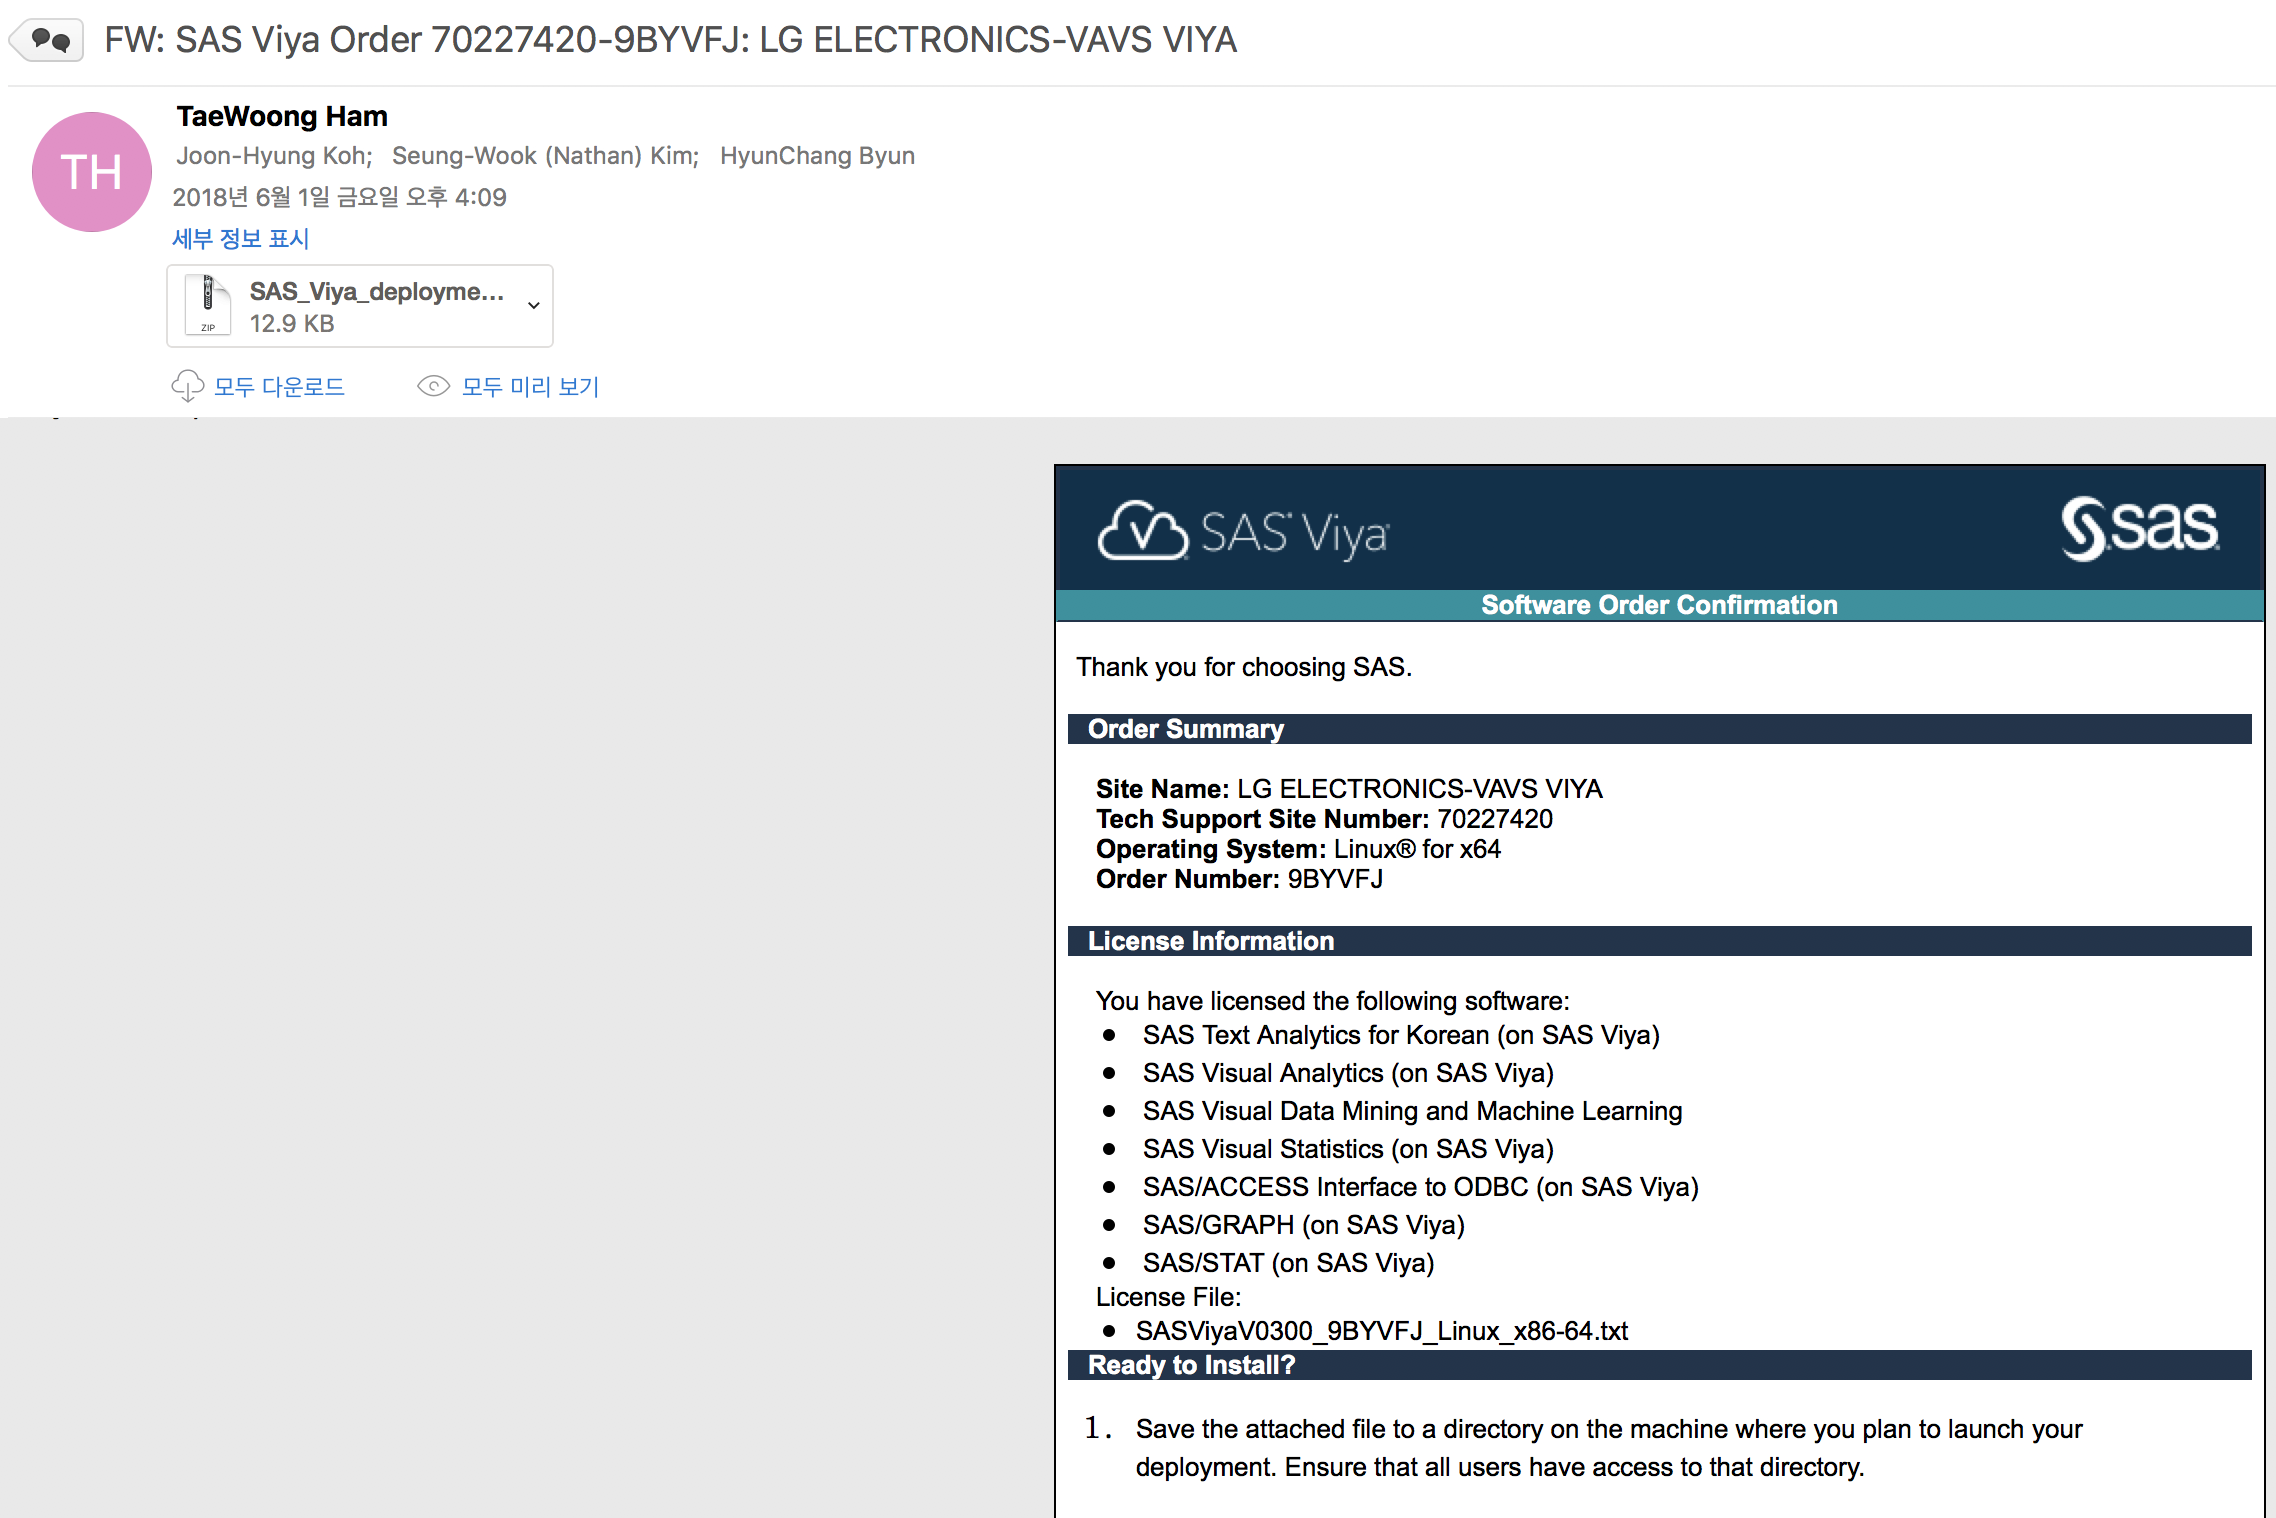 FW: SAS Viya Order 70227420-9BYVFJ: LG ELECTRONICS-VAVS VIYA
TH
TaeWoong Ham
Joon-Hyung Koh; Seung-Wook (Nathan) Kim; HyunChang Byun
2018년 6월 1일 금요일 오후 4:09
세부 정보 표시
ZIP
SAS_Viya_deployme...
12.9 KB
모두 다운로드 모두 미리 보기
SAS® Viya®
sas
Software Order Confirmation
Thank you for choosing SAS.
Order Summary
Site Name: LG ELECTRONICS-VAVS VIYA
Tech Support Site Number: 70227420
Operating System: Linux® for x64
Order Number: 9BYVFJ
License Information
You have licensed the following software:
● SAS Text Analytics for Korean (on SAS Viya)
● SAS Visual Analytics (on SAS Viya)
● SAS Visual Data Mining and Machine Learning
● SAS Visual Statistics (on SAS Viya)
● SAS/ACCESS Interface to ODBC (on SAS Viya)
● SAS/GRAPH (on SAS Viya)
● SAS/STAT (on SAS Viya)
License File:
● SASViyaV0300_9BYVFJ_Linux_x86-64.txt
Ready to Install?
1. Save the attached file to a directory on the machine where you plan to launch your
deployment. Ensure that all users have access to that directory.